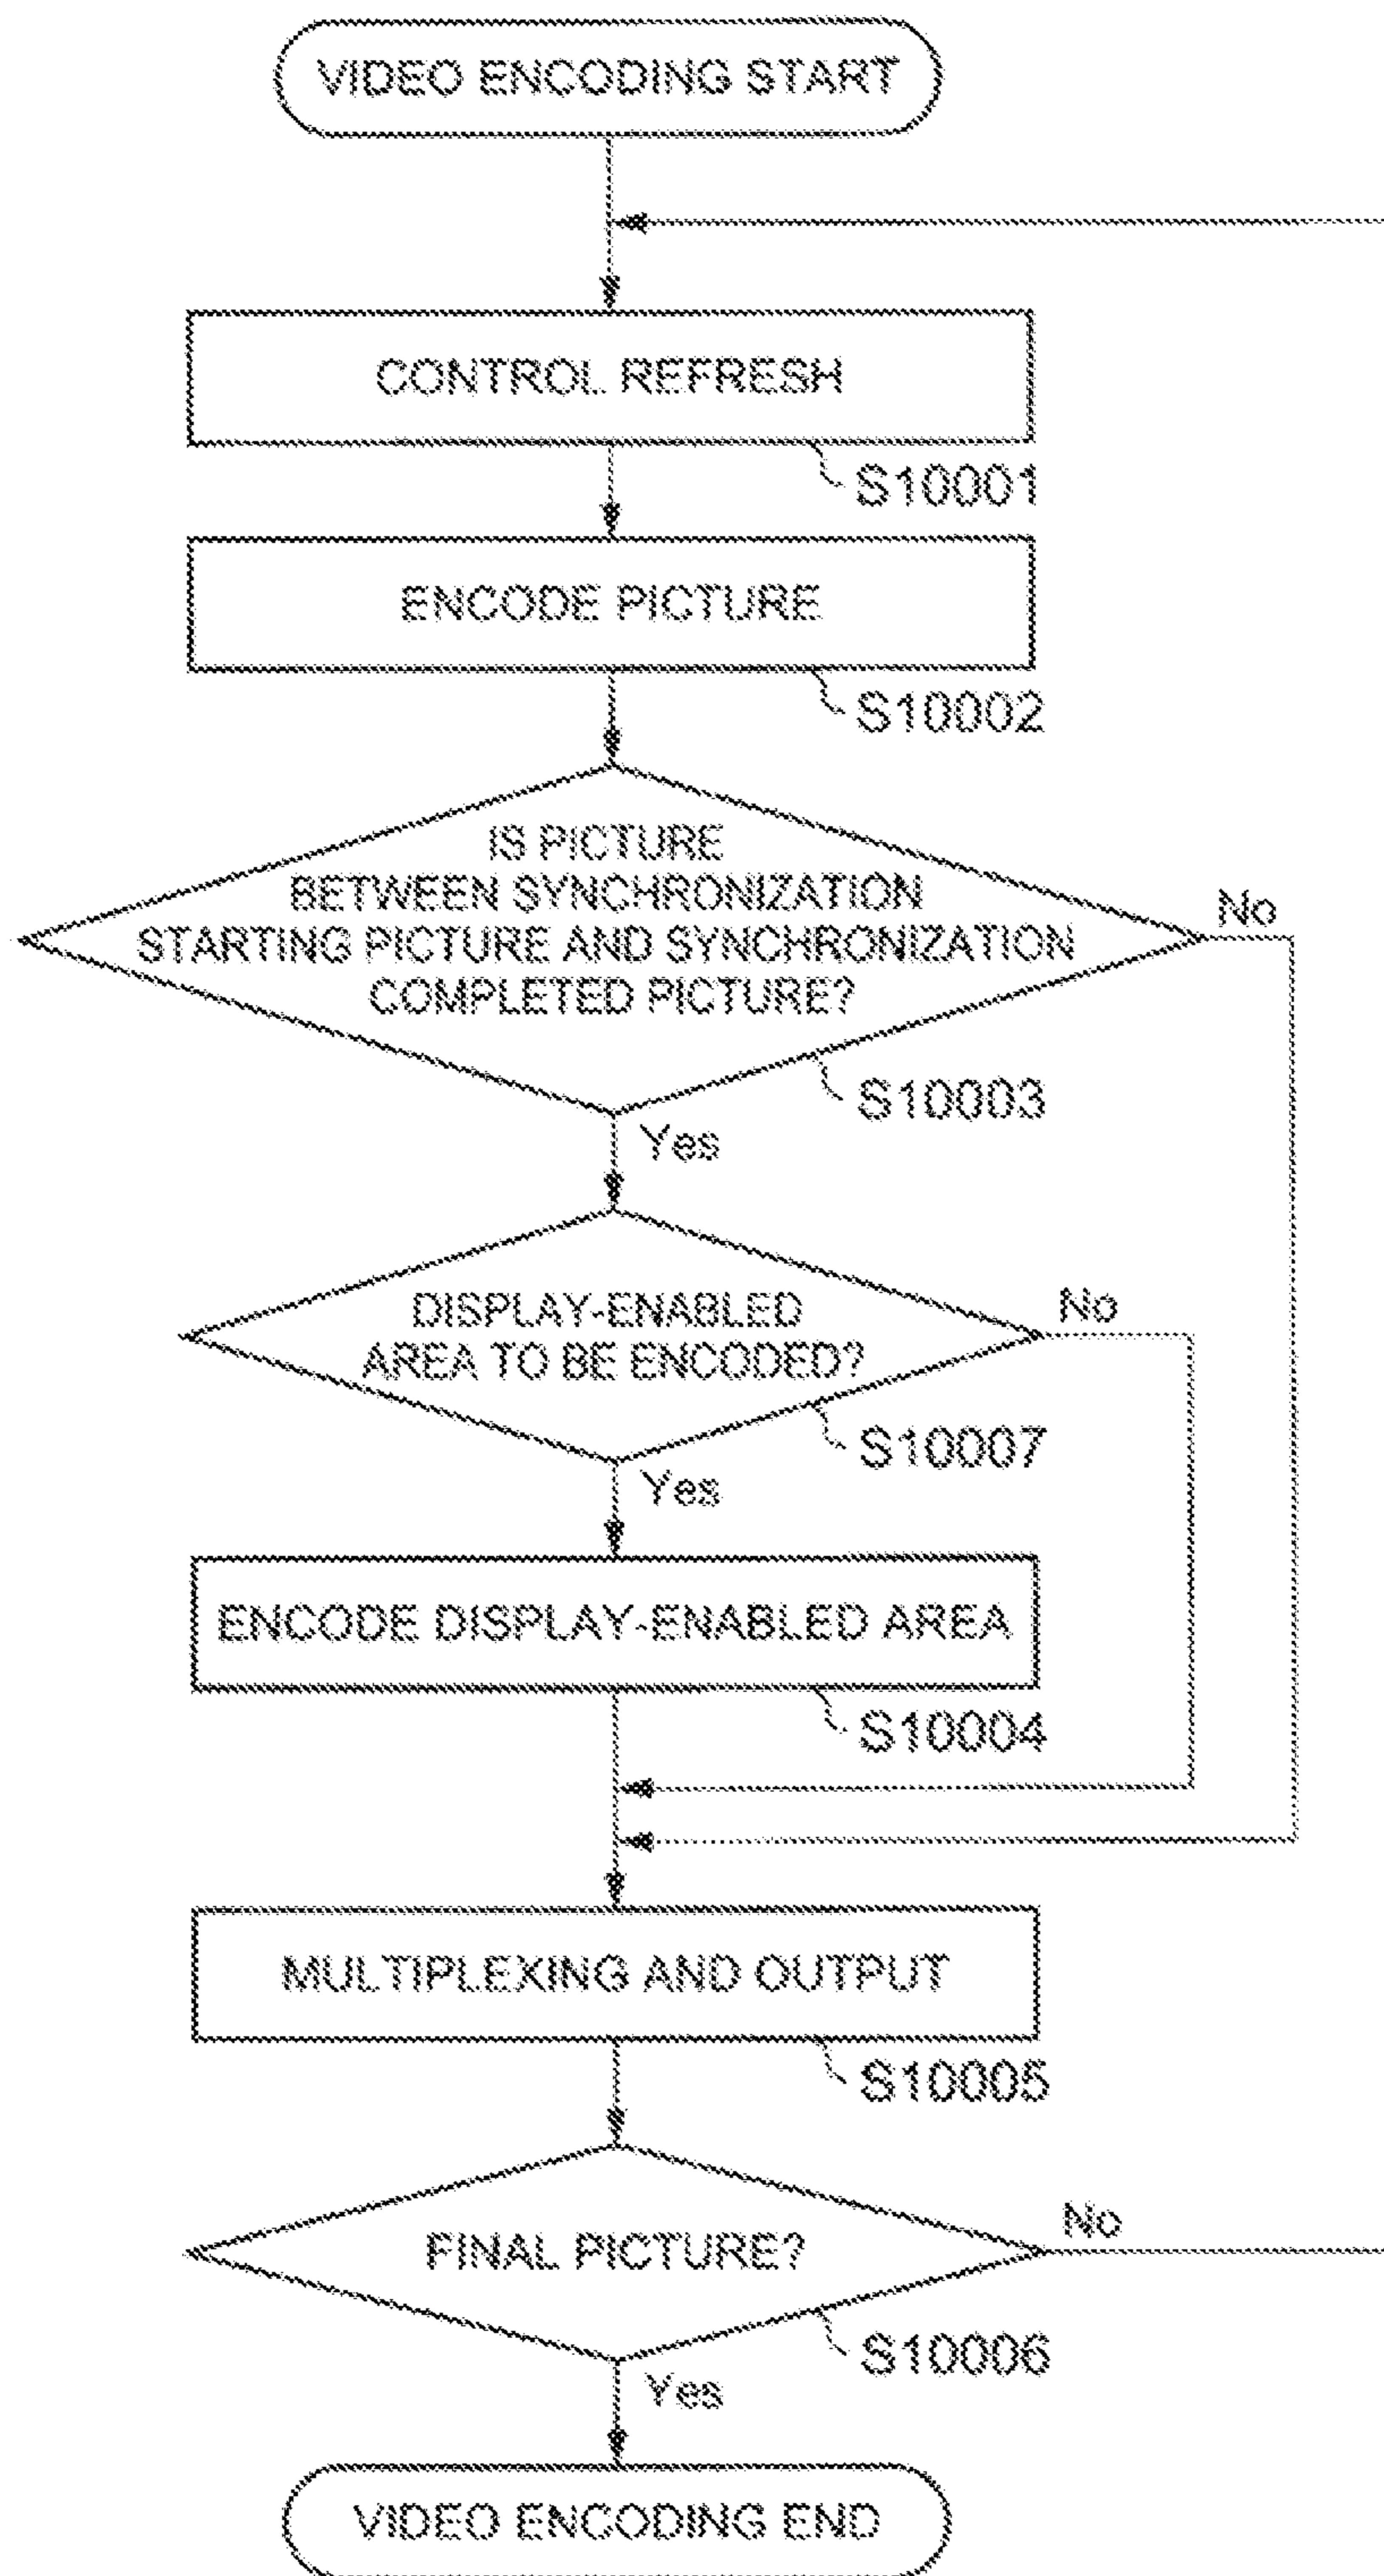 VIDEO ENCODING START
CONTROL REFRESH
S10001
ENCODE PICTURE
S10002
IS PICTURE
BETWEEN SYNCHRONIZATION
STARTING PICTURE AND SYNCHRONIZATION
COMPLETED PICTURE?
No
S10003
Yes
DISPLAY-ENABLED
AREA TO BE ENCODED?
No
S10007
Yes
ENCODE DISPLAY-ENABLED AREA
S10004
MULTIPLEXING AND OUTPUT
S10005
FINAL PICTURE?
No
S10006
Yes
VIDEO ENCODING END